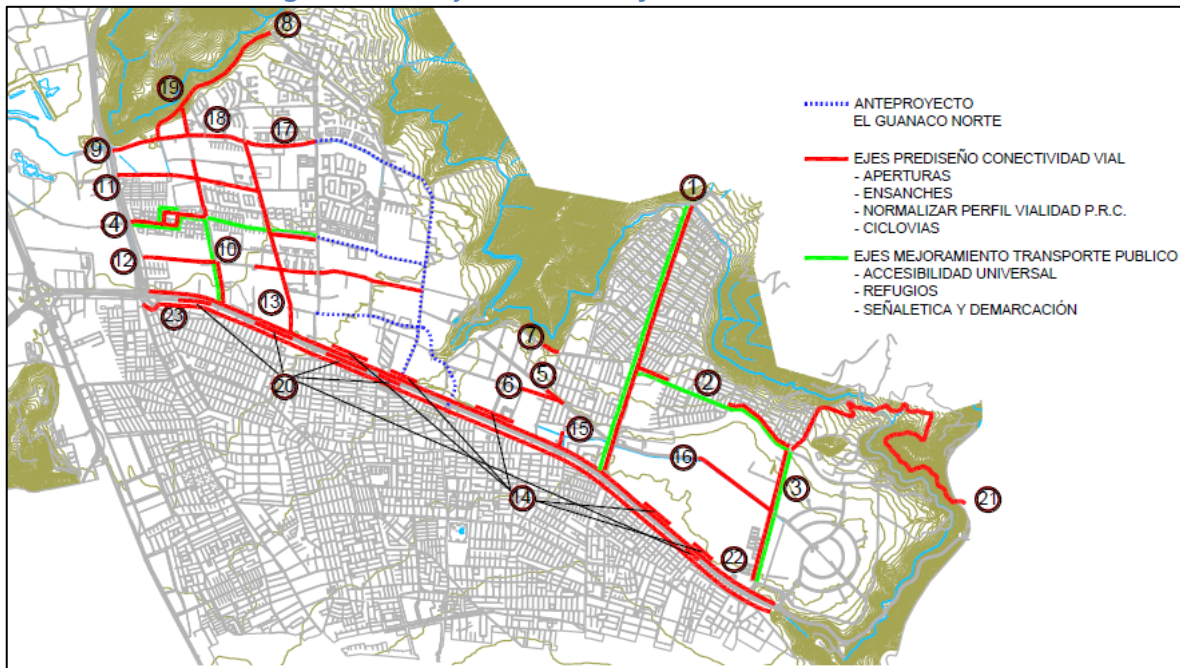 8
19
18
17
9
11
1
4
10
12
13
23
7
5
6
2
20
15
16
3
14
21
22
ANTEPROYECTO
EL GUANACO NORTE
EJES PREDISEÑO CONECTIVIDAD VIAL
- APERTURAS
- ENSANCHES
- NORMALIZAR PERFIL VIALIDAD P.R.C.
- CICLOVIAS
EJES MEJORAMIENTO TRANSPORTE PUBLICO
- ACCESIBILIDAD UNIVERSAL
- REFUGIOS
- SEÑALETICA Y DEMARCACIÓN